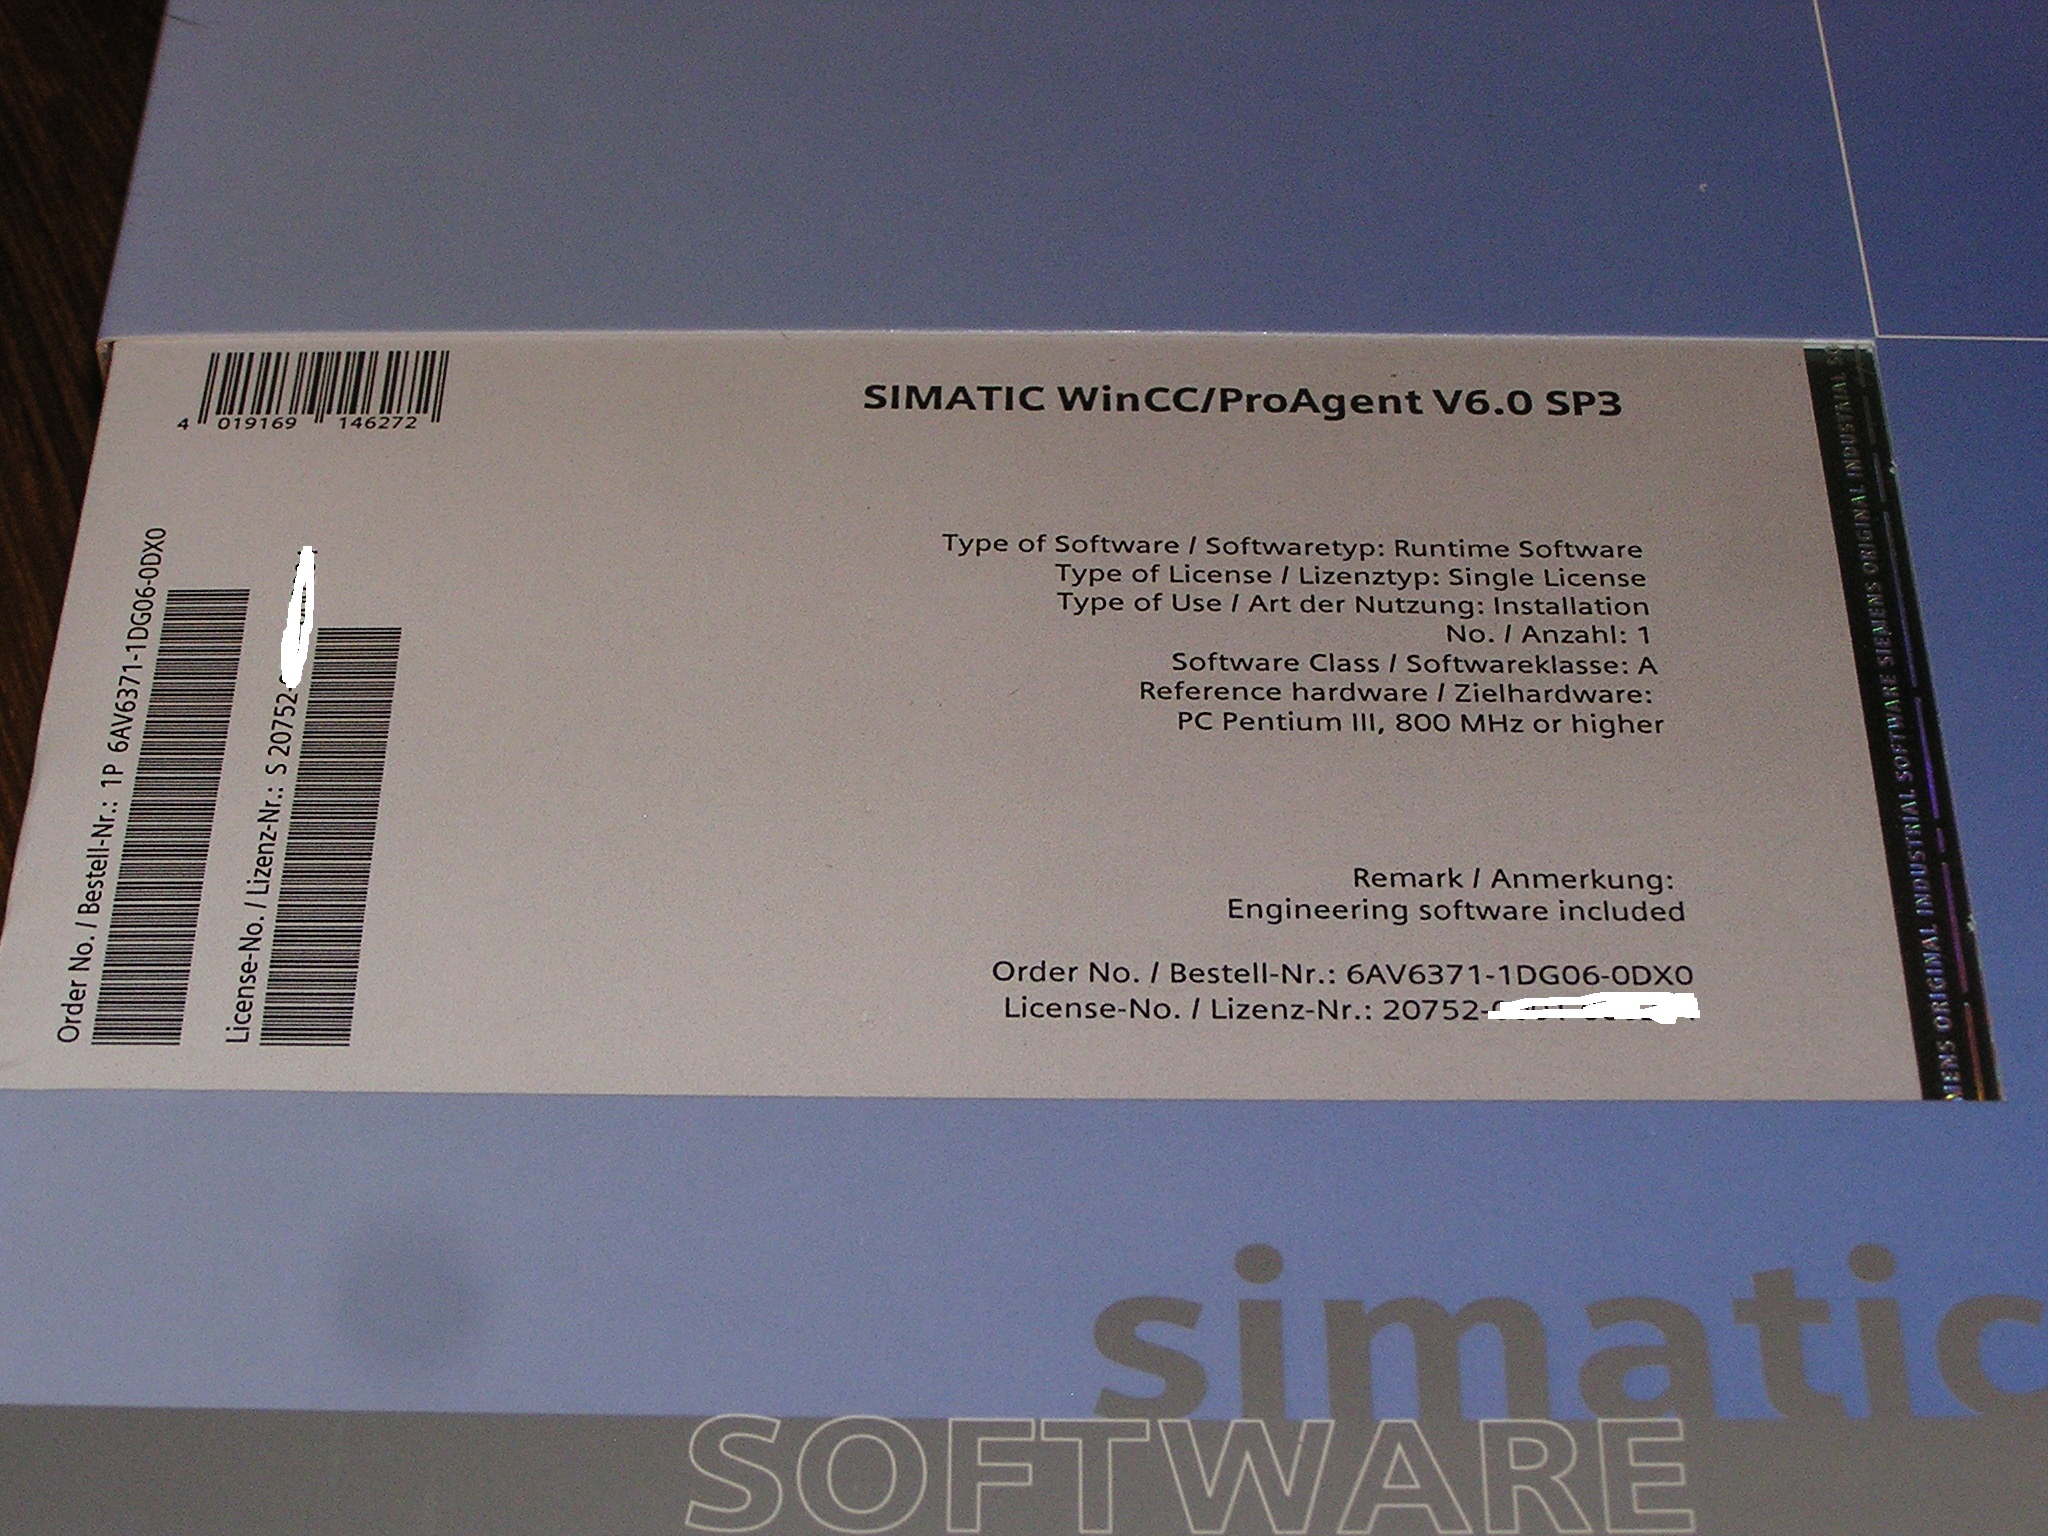 4 019169 146272
SIMATIC WinCC/ProAgent V6.0 SP3
Order No. / Bestell-Nr.: 1P 6AV6371-1DG06-0DX0
License-No. / Lizenz-Nr.: S 20752-
Type of Software / Softwaretyp: Runtime Software
Type of License / Lizenztyp: Single License
Type of Use / Art der Nutzung: Installation
No. / Anzahl: 1
Software Class / Softwareklasse: A
Reference hardware / Zielhardware:
PC Pentium III, 800 MHz or higher
Remark / Anmerkung:
Engineering software included
Order No. / Bestell-Nr.: 6AV6371-1DG06-0DX0
License-No. / Lizenz-Nr.: 20752-
ORIGINAL INDUSTRIAL SOFTWARE SIEMENS ORIGINAL INDUSTRIAL
simatic
SOFTWARE